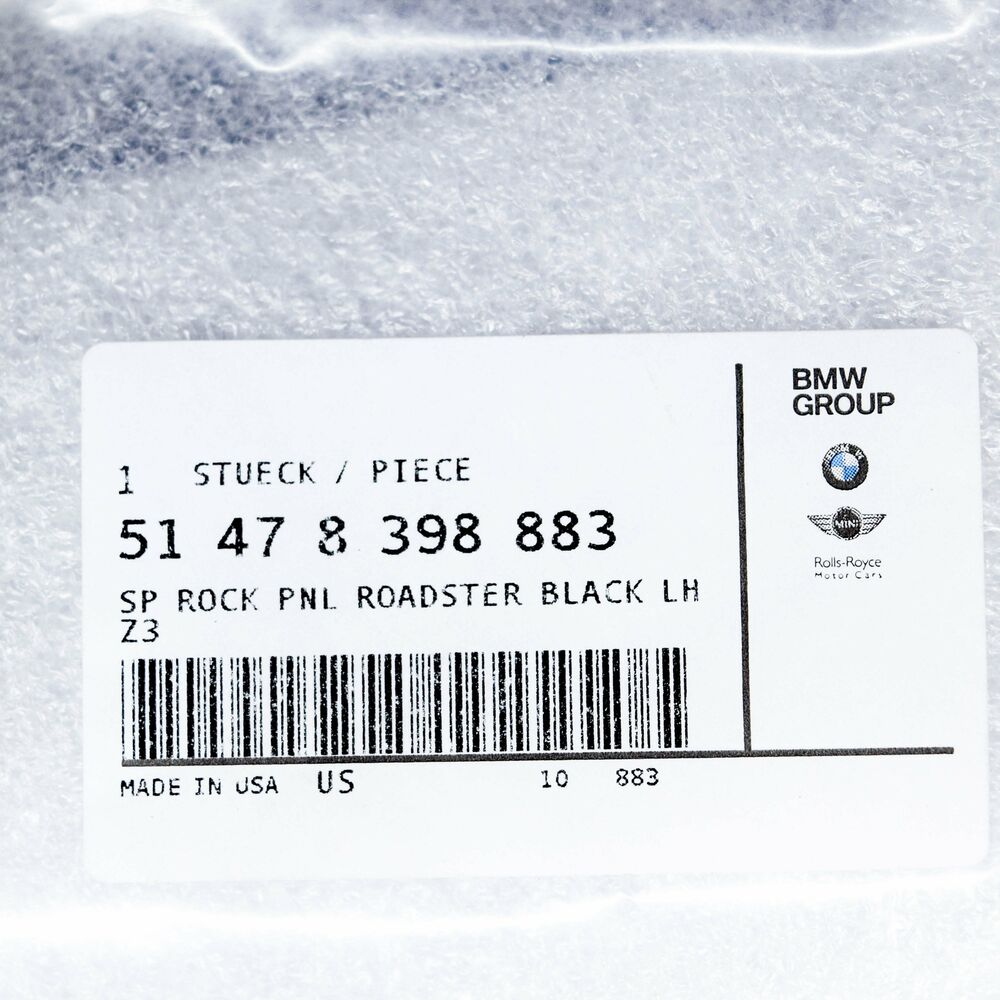 BMW
GROUP
MINI
Rolls-Royce
Motor Cars
1 STUECK / PIECE
51 47 8 398 883
SP ROCK PNL ROADSTER BLACK LH
Z3
MADE IN USA US 10 883